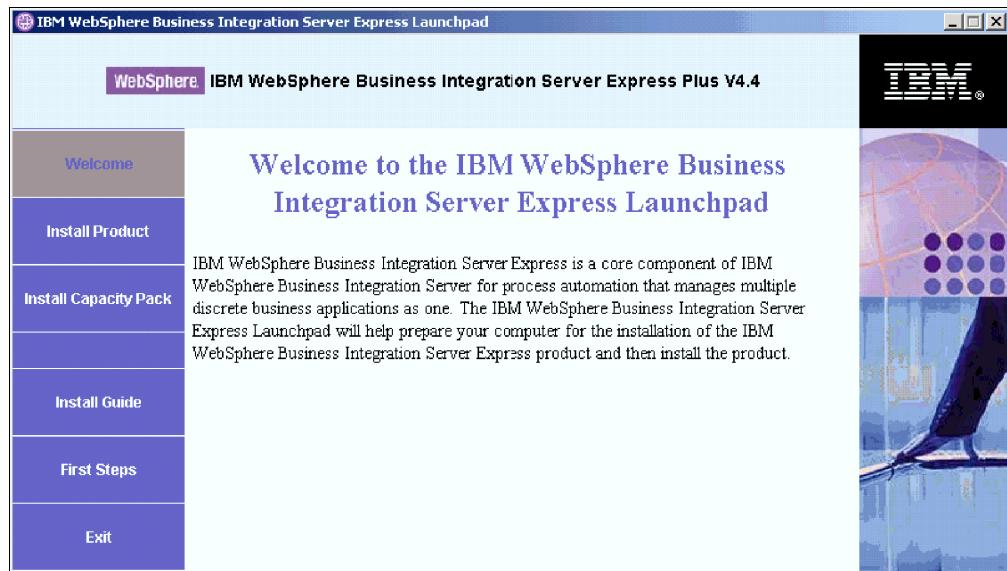 IBM WebSphere Business Integration Server Express Launchpad
WebSphere. IBM WebSphere Business Integration Server Express Plus V4.4
IBM®
Welcome
Install Product
Install Capacity Pack
Install Guide
First Steps
Exit
Welcome to the IBM WebSphere Business
Integration Server Express Launchpad
IBM WebSphere Business Integration Server Express is a core component of IBM
WebSphere Business Integration Server for process automation that manages multiple
discrete business applications as one. The IBM WebSphere Business Integration Server
Express Launchpad will help prepare your computer for the installation of the IBM
WebSphere Business Integration Server Express product and then install the product.